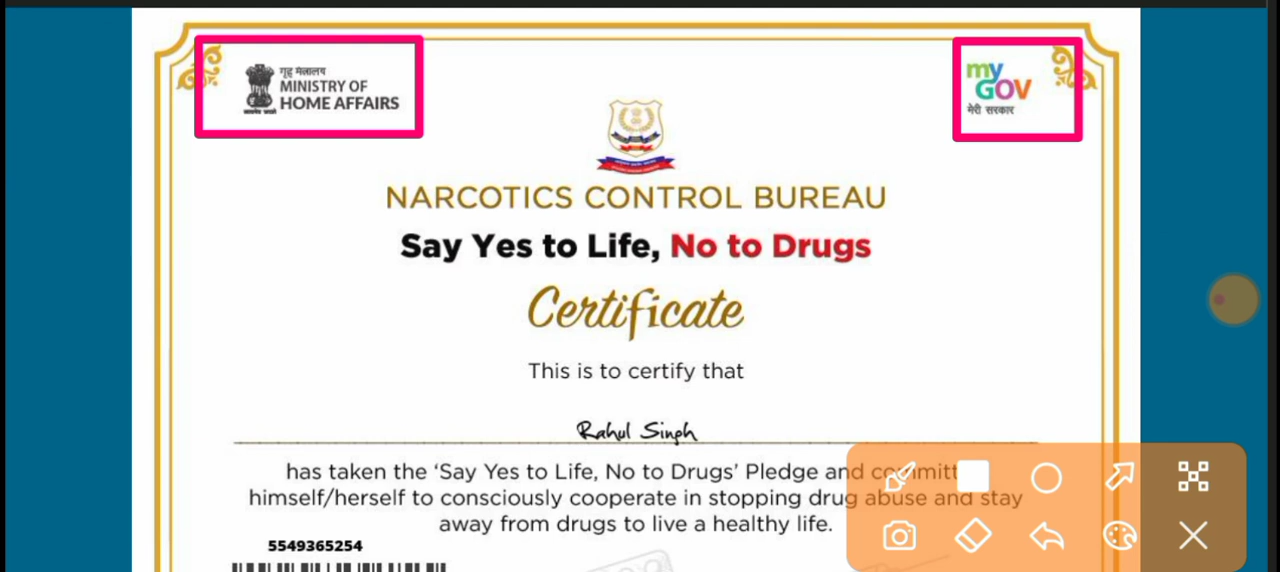 गृह मंत्रालय
MINISTRY OF
HOME AFFAIRS
my
GOV
मेरी सरकार
NARCOTICS CONTROL BUREAU
Say Yes to Life, No to Drugs
Certificate
This is to certify that
Rahul Singh
has taken the ‘Say Yes to Life, No to Drugs’ Pledge and committ
himself/herself to consciously cooperate in stopping drug abuse and stay
away from drugs to live a healthy life.
5549365254